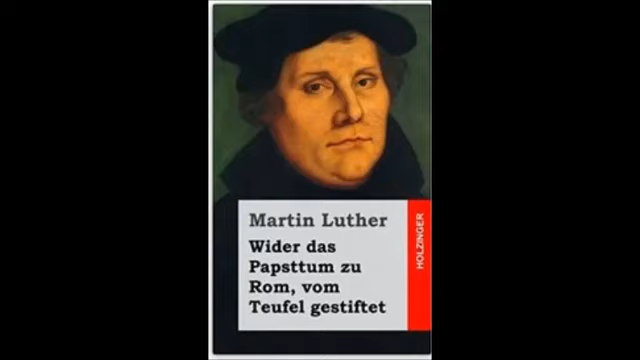 Martin Luther
Wider das
Papsttum zu
Rom, vom
Teufel gestiftet
HOLZINGER